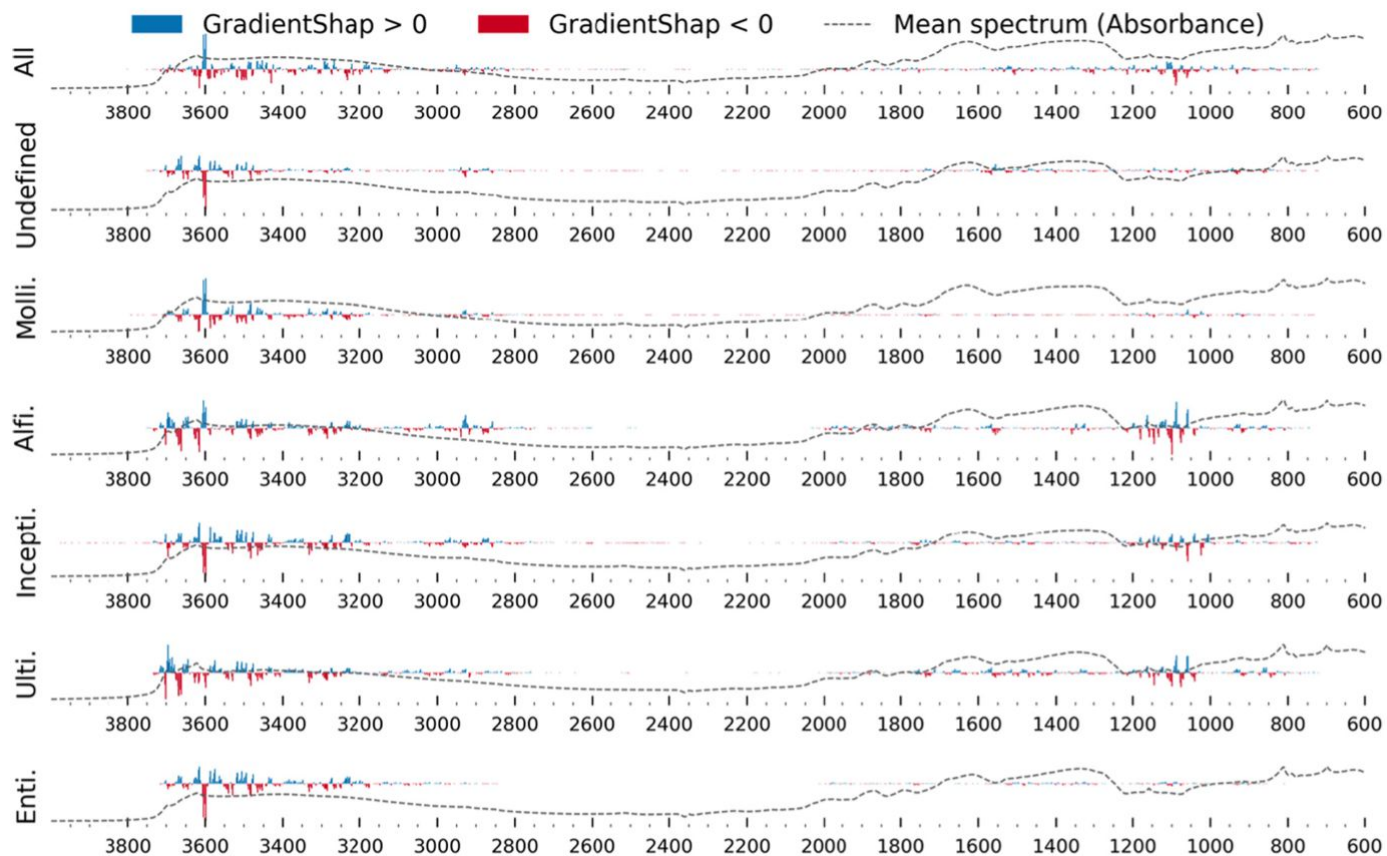 GradientShap > 0 GradientShap < 0 Mean spectrum (Absorbance)
All
3800 3600 3400 3200 3000 2800 2600 2400 2200 2000 1800 1600 1400 1200 1000 800 600
Undefined
3800 3600 3400 3200 3000 2800 2600 2400 2200 2000 1800 1600 1400 1200 1000 800 600
Molli.
3800 3600 3400 3200 3000 2800 2600 2400 2200 2000 1800 1600 1400 1200 1000 800 600
Alfi.
3800 3600 3400 3200 3000 2800 2600 2400 2200 2000 1800 1600 1400 1200 1000 800 600
Incepti.
3800 3600 3400 3200 3000 2800 2600 2400 2200 2000 1800 1600 1400 1200 1000 800 600
Ulti.
3800 3600 3400 3200 3000 2800 2600 2400 2200 2000 1800 1600 1400 1200 1000 800 600
Enti.
3800 3600 3400 3200 3000 2800 2600 2400 2200 2000 1800 1600 1400 1200 1000 800 600